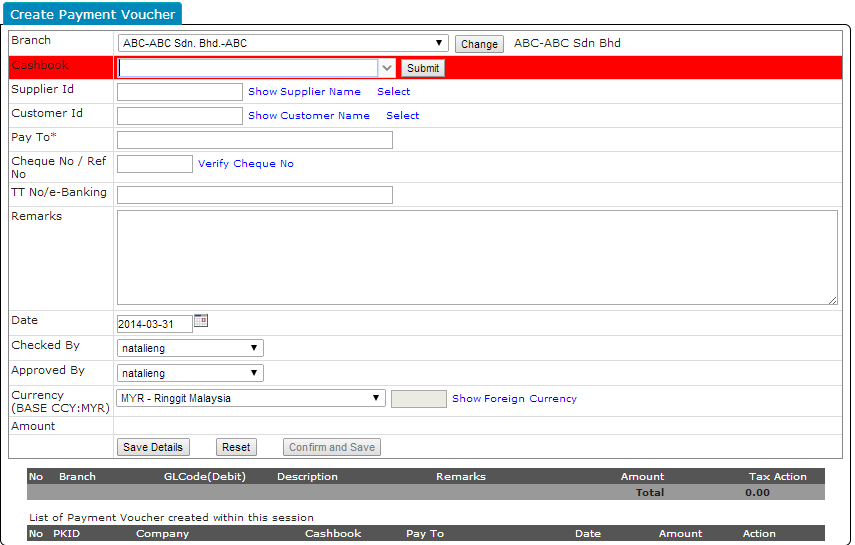 Create Payment Voucher
Branch ABC-ABC Sdn. Bhd.-ABC Change ABC-ABC Sdn Bhd
Cashbook Submit
Supplier Id Show Supplier Name Select
Customer Id Show Customer Name Select
Pay To*
Cheque No / Ref
No Verify Cheque No
TT No/e-Banking
Remarks
Date 2014-03-31
Checked By natalieng
Approved By natalieng
Currency
(BASE CCY:MYR) MYR - Ringgit Malaysia Show Foreign Currency
Amount
Save Details Reset Confirm and Save
No Branch GLCode(Debit) Description Remarks Amount Tax Action
Total 0.00
List of Payment Voucher created within this session
No PKID Company Cashbook Pay To Date Amount Action